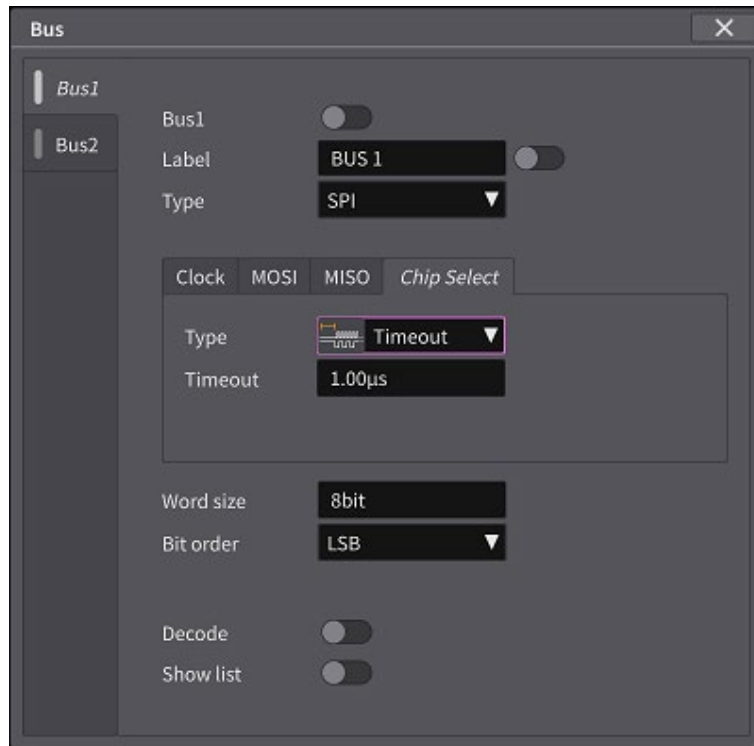 Bus
Bus1
Bus2
Bus1
Label BUS 1
Type SPI
Clock MOSI MISO Chip Select
Type Timeout
Timeout 1.00μs
Word size 8bit
Bit order LSB
Decode
Show list